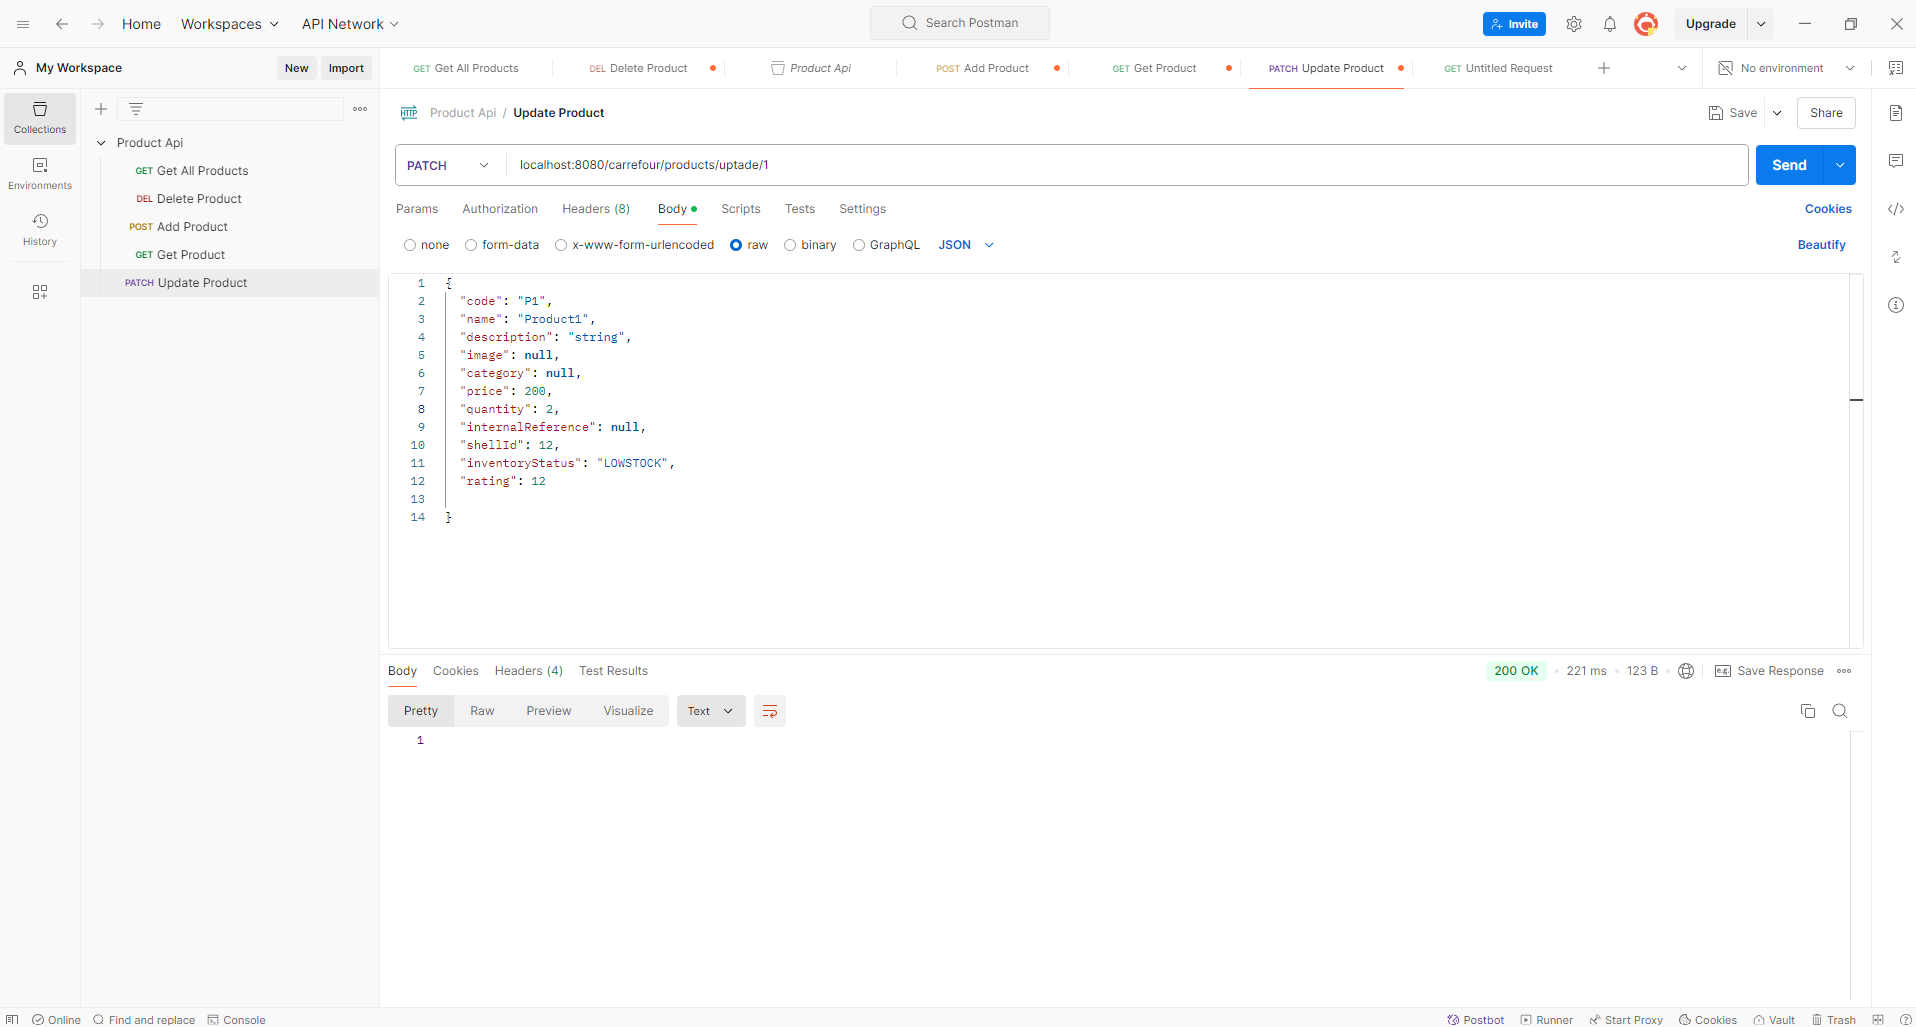 Home Workspaces API Network Search Postman Invite Upgrade
My Workspace New Import GET Get All Products DEL Delete Product Product Api POST Add Product GET Get Product PATCH Update Product GET Untitled Request No environment
Collections
Environments
History
Product Api
GET Get All Products
DEL Delete Product
POST Add Product
GET Get Product
PATCH Update Product
HTTP Product Api / Update Product Save Share
PATCH localhost:8080/carrefour/products/uptade/1 Send
Params Authorization Headers (8) Body Scripts Tests Settings Cookies
none form-data x-www-form-urlencoded raw binary GraphQL JSON Beautify
1 {
2 "code": "P1",
3 "name": "Product1",
4 "description": "string",
5 "image": null,
6 "category": null,
7 "price": 200,
8 "quantity": 2,
9 "internalReference": null,
10 "shellId": 12,
11 "inventoryStatus": "LOWSTOCK",
12 "rating": 12
13
14 }
Body Cookies Headers (4) Test Results 200 OK 221 ms 123 B e.g. Save Response
Pretty Raw Preview Visualize Text
1
Online Find and replace Console Postbot Runner Start Proxy Cookies Vault Trash